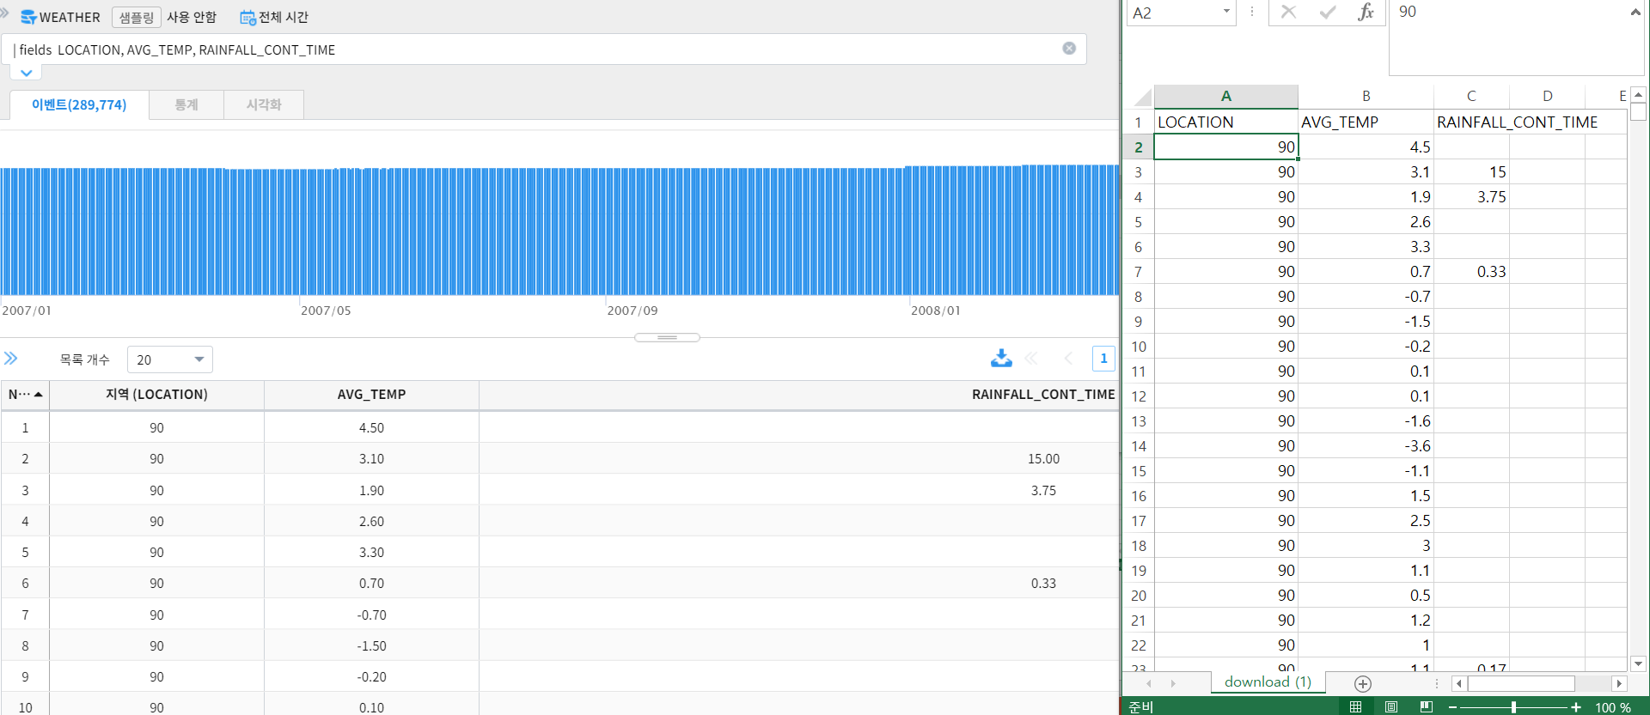 WEATHER 샘플링 사용 안함 전체 시간
| fields LOCATION, AVG_TEMP, RAINFALL_CONT_TIME
이벤트(289,774) 통계 시각화
2007/01 2007/05 2007/09 2008/01
목록 개수 20 1
N… 지역 (LOCATION) AVG_TEMP RAINFALL_CONT_TIME
1 90 4.50
2 90 3.10 15.00
3 90 1.90 3.75
4 90 2.60
5 90 3.30
6 90 0.70 0.33
7 90 -0.70
8 90 -1.50
9 90 -0.20
10 90 0.10
A2 fx 90
A B C D E
1 LOCATION AVG_TEMP RAINFALL_CONT_TIME
2 90 4.5
3 90 3.1 15
4 90 1.9 3.75
5 90 2.6
6 90 3.3
7 90 0.7 0.33
8 90 -0.7
9 90 -1.5
10 90 -0.2
11 90 0.1
12 90 0.1
13 90 -1.6
14 90 -3.6
15 90 -1.1
16 90 1.5
17 90 2.5
18 90 3
19 90 1.1
20 90 0.5
21 90 1.2
22 90 1
23 90 1.1 0.17
download (1)
준비 100 %